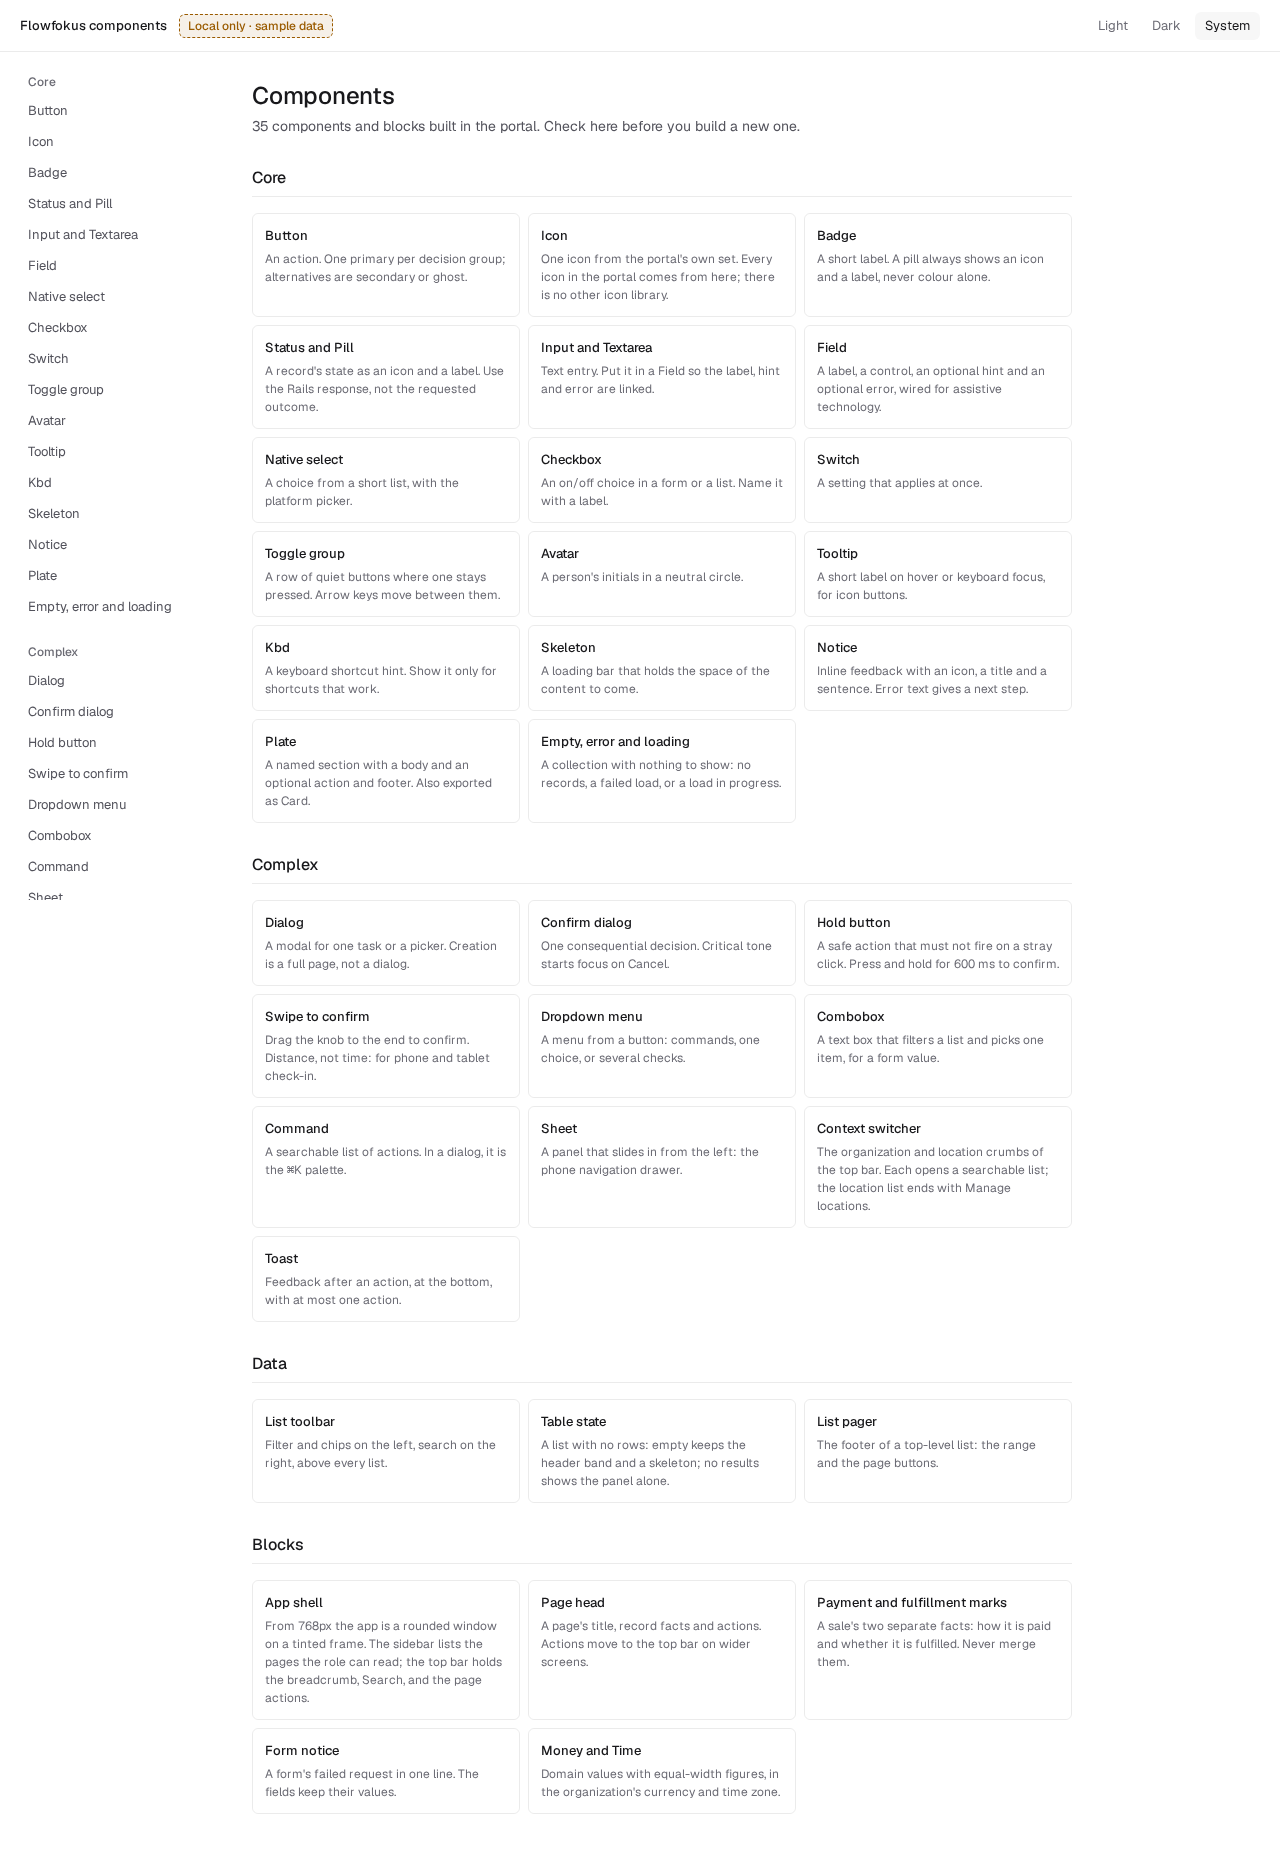 Flowfokus components
Local only · sample data
Light
Dark
System
Core
Button
Icon
Badge
Status and Pill
Input and Textarea
Field
Native select
Checkbox
Switch
Toggle group
Avatar
Tooltip
Kbd
Skeleton
Notice
Plate
Empty, error and loading
Complex
Dialog
Confirm dialog
Hold button
Swipe to confirm
Dropdown menu
Combobox
Command
Sheet
Components
35 components and blocks built in the portal. Check here before you build a new one.
Core
Button
An action. One primary per decision group;
alternatives are secondary or ghost.
Icon
One icon from the portal's own set. Every
icon in the portal comes from here; there
is no other icon library.
Badge
A short label. A pill always shows an icon
and a label, never colour alone.
Status and Pill
A record's state as an icon and a label. Use
the Rails response, not the requested
outcome.
Input and Textarea
Text entry. Put it in a Field so the label, hint
and error are linked.
Field
A label, a control, an optional hint and an
optional error, wired for assistive
technology.
Native select
A choice from a short list, with the
platform picker.
Checkbox
An on/off choice in a form or a list. Name it
with a label.
Switch
A setting that applies at once.
Toggle group
A row of quiet buttons where one stays
pressed. Arrow keys move between them.
Avatar
A person's initials in a neutral circle.
Tooltip
A short label on hover or keyboard focus,
for icon buttons.
Kbd
A keyboard shortcut hint. Show it only for
shortcuts that work.
Skeleton
A loading bar that holds the space of the
content to come.
Notice
Inline feedback with an icon, a title and a
sentence. Error text gives a next step.
Plate
A named section with a body and an
optional action and footer. Also exported
as Card.
Empty, error and loading
A collection with nothing to show: no
records, a failed load, or a load in progress.
Complex
Dialog
A modal for one task or a picker. Creation
is a full page, not a dialog.
Confirm dialog
One consequential decision. Critical tone
starts focus on Cancel.
Hold button
A safe action that must not fire on a stray
click. Press and hold for 600 ms to confirm.
Swipe to confirm
Drag the knob to the end to confirm.
Distance, not time: for phone and tablet
check-in.
Dropdown menu
A menu from a button: commands, one
choice, or several checks.
Combobox
A text box that filters a list and picks one
item, for a form value.
Command
A searchable list of actions. In a dialog, it is
the ⌘K palette.
Sheet
A panel that slides in from the left: the
phone navigation drawer.
Context switcher
The organization and location crumbs of
the top bar. Each opens a searchable list;
the location list ends with Manage
locations.
Toast
Feedback after an action, at the bottom,
with at most one action.
Data
List toolbar
Filter and chips on the left, search on the
right, above every list.
Table state
A list with no rows: empty keeps the
header band and a skeleton; no results
shows the panel alone.
List pager
The footer of a top-level list: the range
and the page buttons.
Blocks
App shell
From 768px the app is a rounded window
on a tinted frame. The sidebar lists the
pages the role can read; the top bar holds
the breadcrumb, Search, and the page
actions.
Page head
A page's title, record facts and actions.
Actions move to the top bar on wider
screens.
Payment and fulfillment marks
A sale's two separate facts: how it is paid
and whether it is fulfilled. Never merge
them.
Form notice
A form's failed request in one line. The
fields keep their values.
Money and Time
Domain values with equal-width figures, in
the organization's currency and time zone.